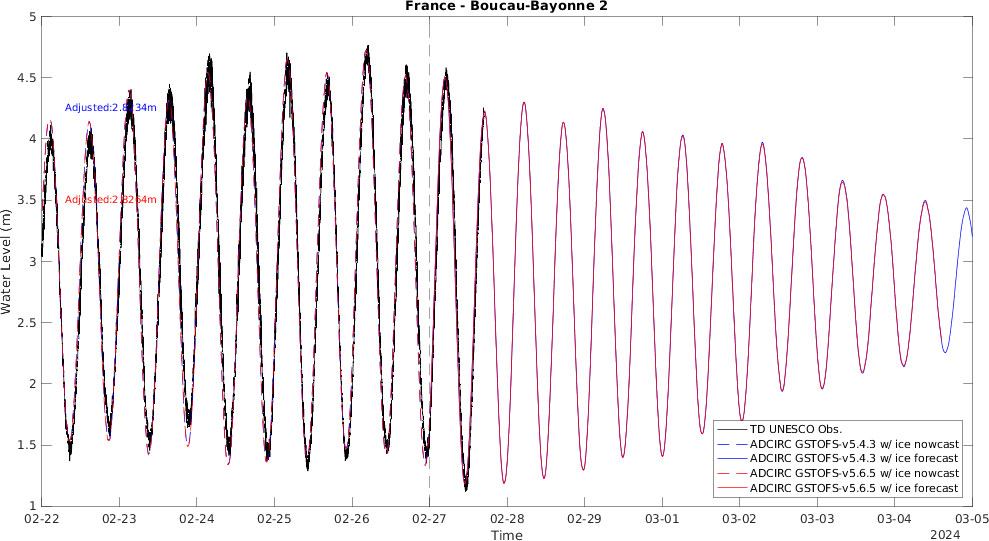 France - Boucau-Bayonne 2
Water Level (m)
5
4.5
4
3.5
3
2.5
2
1.5
1
Adjusted:2.8234m
Adjusted:2.8264m
TD UNESCO Obs.
ADCIRC GSTOFS-v5.4.3 w/ ice nowcast
ADCIRC GSTOFS-v5.4.3 w/ ice forecast
ADCIRC GSTOFS-v5.6.5 w/ ice nowcast
ADCIRC GSTOFS-v5.6.5 w/ ice forecast
02-22 02-23 02-24 02-25 02-26 02-27 02-28 02-29 03-01 03-02 03-03 03-04 03-05
Time
2024